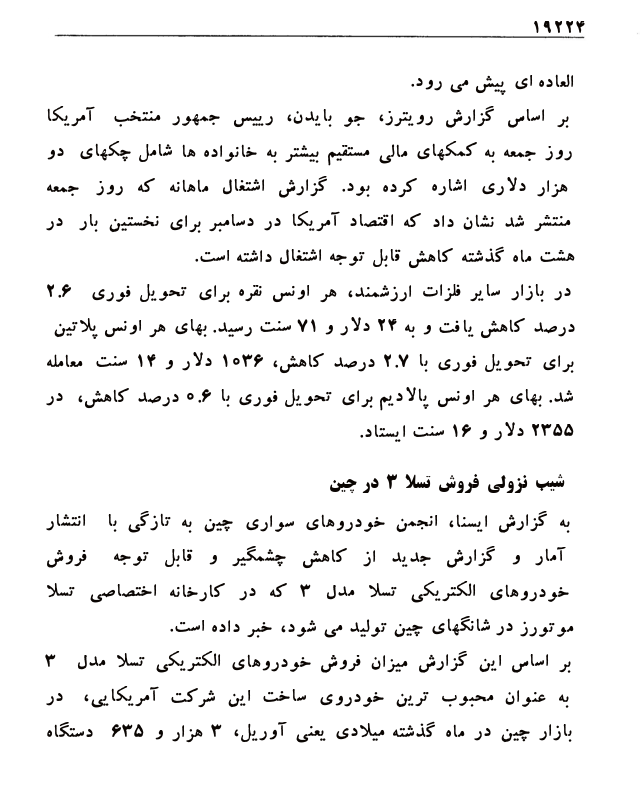 ۱۹۲۲۴
العاده ای پیش می رود.
بر اساس گزارش رویترز، جو بایدن، رییس جمهور منتخب آمریکا
روز جمعه به کمکهای مالی مستقیم بیشتر به خانواده ها شامل چکهای دو
هزار دلاری اشاره کرده بود. گزارش اشتغال ماهانه که روز جمعه
منتشر شد نشان داد که اقتصاد آمریکا در دسامبر برای نخستین بار در
هشت ماه گذشته کاهش قابل توجه اشتغال داشته است.
در بازار سایر فلزات ارزشمند، هر اونس نقره برای تحویل فوری ۲.۶
درصد کاهش یافت و به ۲۴ دلار و ۷۱ سنت رسید. بهای هر اونس پلاتین
برای تحویل فوری با ۲.۷ درصد کاهش، ۱۰۳۶ دلار و ۱۴ سنت معامله
شد. بهای هر اونس پالادیم برای تحویل فوری با ۰.۶ درصد کاهش، در
۲۳۵۵ دلار و ۱۶ سنت ایستاد.
شیب نزولی فروش تسلا ۳ در چین
به گزارش ایسنا، انجمن خودروهای سواری چین به تازگی با انتشار
آمار و گزارش جدید از کاهش چشمگیر و قابل توجه فروش
خودروهای الکتریکی تسلا مدل ۳ که در کارخانه اختصاصی تسلا
موتورز در شانگهای چین تولید می شود، خبر داده است.
بر اساس این گزارش میزان فروش خودروهای الکتریکی تسلا مدل ۳
به عنوان محبوب ترین خودروی ساخت این شرکت آمریکایی، در
بازار چین در ماه گذشته میلادی یعنی آوریل، ۳ هزار و ۶۳۵ دستگاه